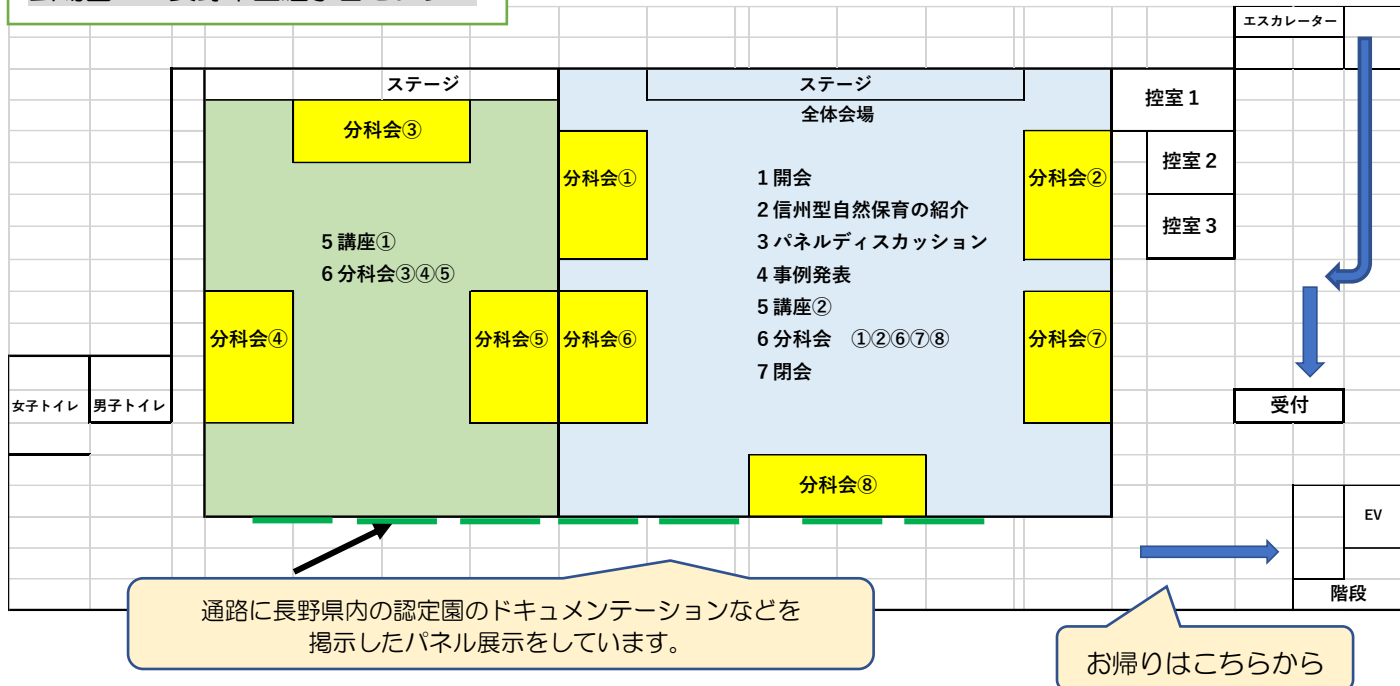 エスカレーター
ステージ
ステージ
全体会場
控室1
分科会③
分科会①
分科会②
控室2
控室3
1開会
2信州型自然保育の紹介
3パネルディスカッション
4事例発表
5講座②
6分科会 ①②⑥⑦⑧
7閉会
5講座①
6分科会③④⑤
分科会④
分科会⑤
分科会⑥
分科会⑦
女子トイレ
男子トイレ
受付
分科会⑧
EV
階段
通路に長野県内の認定園のドキュメンテーションなどを
掲示したパネル展示をしています。
お帰りはこちらから